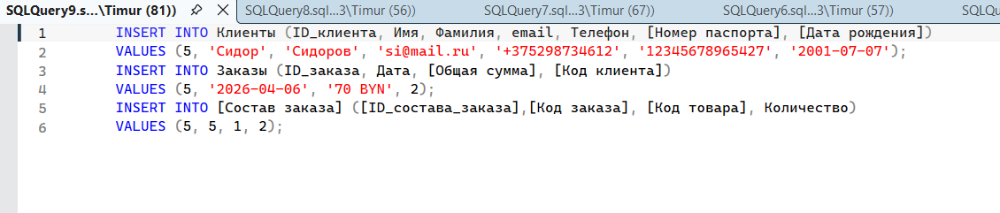 SQLQuery9.s...\Timur (81)) SQLQuery8.sql...3\Timur (56)) SQLQuery7.sql...3\Timur (67)) SQLQuery6.sql...3\Timur (57)) SQLQu
1 INSERT INTO Клиенты (ID_клиента, Имя, Фамилия, email, Телефон, [Номер паспорта], [Дата рождения])
2 VALUES (5, 'Сидор', 'Сидоров', 'si@mail.ru', '+375298734612', '12345678965427', '2001-07-07');
3 INSERT INTO Заказы (ID_заказа, Дата, [Общая сумма], [Код клиента])
4 VALUES (5, '2026-04-06', '70 BYN', 2);
5 INSERT INTO [Состав заказа] ([ID_состава_заказа],[Код заказа], [Код товара], Количество)
6 VALUES (5, 5, 1, 2);